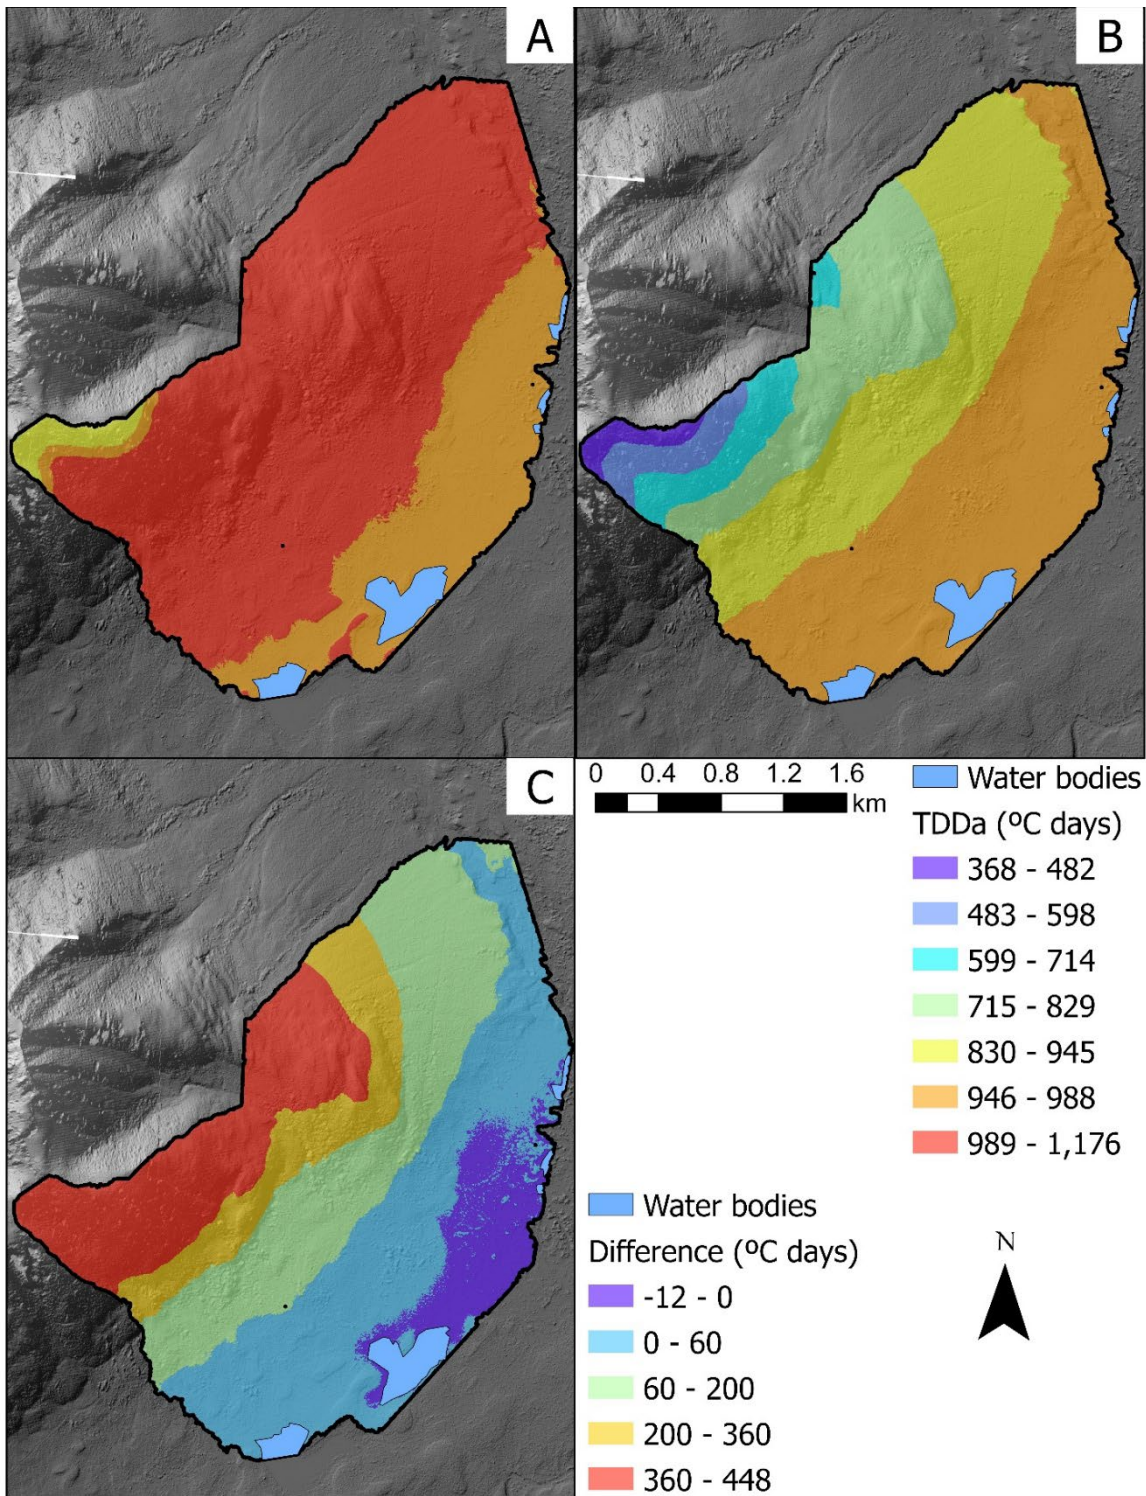 A
B
C
0 0.4 0.8 1.2 1.6
km
Water bodies
TDDa (ºC days)
368 - 482
483 - 598
599 - 714
715 - 829
830 - 945
946 - 988
989 - 1,176
Water bodies
Difference (ºC days)
-12 - 0
0 - 60
60 - 200
200 - 360
360 - 448
N